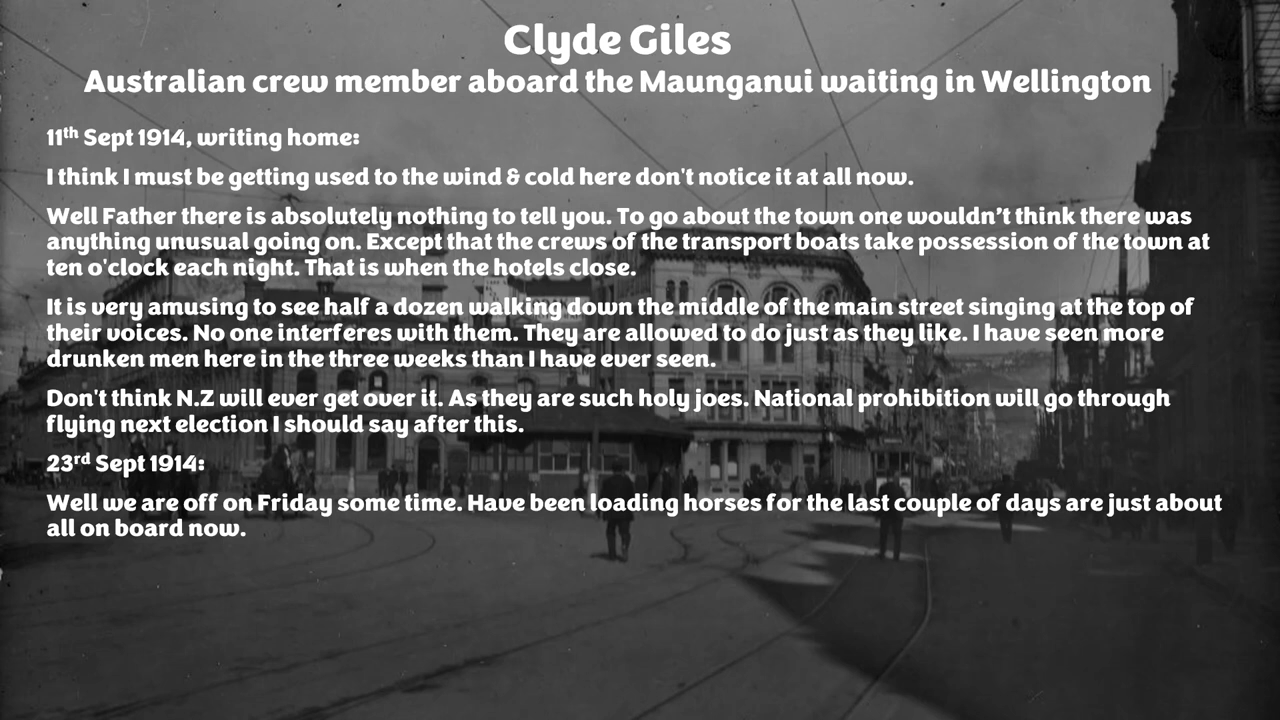 Clyde Giles
Australian crew member aboard the Maunganui waiting in Wellington
11th Sept 1914, writing home:
I think I must be getting used to the wind & cold here don't notice it at all now.
Well Father there is absolutely nothing to tell you. To go about the town one wouldn’t think there was
anything unusual going on. Except that the crews of the transport boats take possession of the town at
ten o'clock each night. That is when the hotels close.
It is very amusing to see half a dozen walking down the middle of the main street singing at the top of
their voices. No one interferes with them. They are allowed to do just as they like. I have seen more
drunken men here in the three weeks than I have ever seen.
Don't think N.Z will ever get over it. As they are such holy joes. National prohibition will go through
flying next election I should say after this.
23rd Sept 1914:
Well we are off on Friday some time. Have been loading horses for the last couple of days are just about
all on board now.